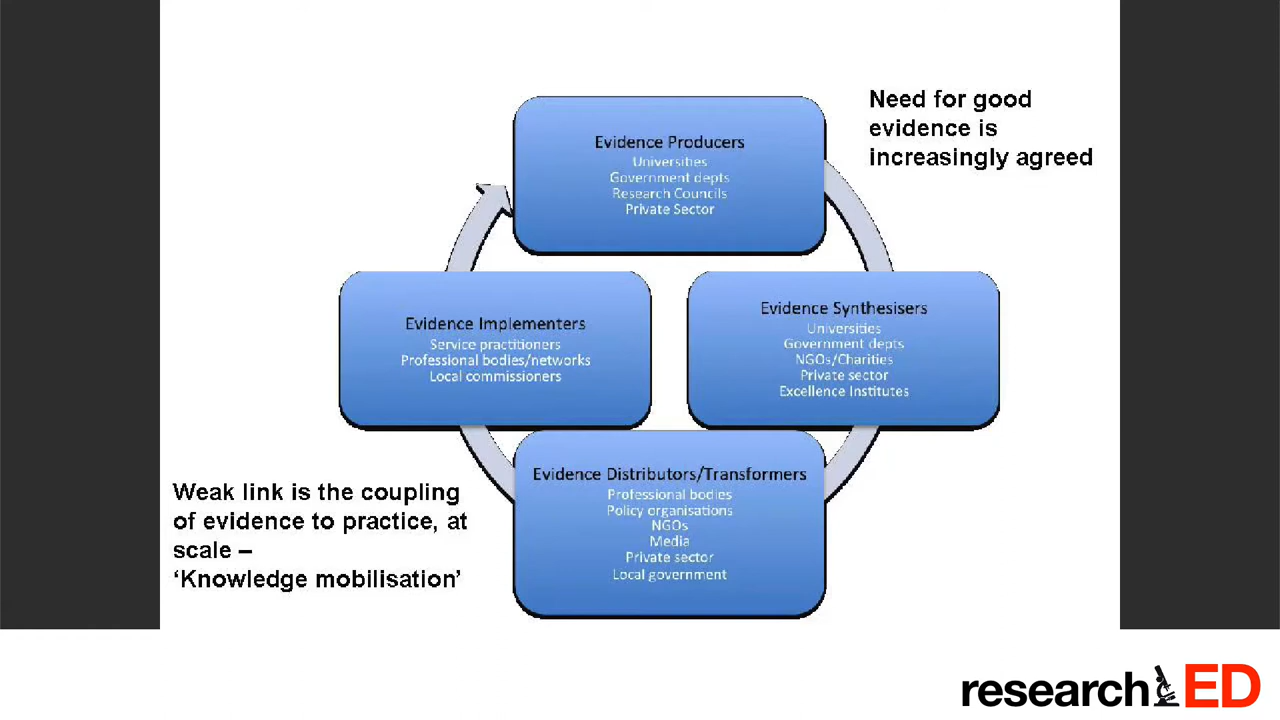 Need for good
evidence is
increasingly agreed
Evidence Producers
Universities
Government depts
Research Councils
Private Sector
Evidence Implementers
Service practitioners
Professional bodies/networks
Local commissioners
Evidence Synthesisers
Universities
Government depts
NGOs/Charities
Private sector
Excellence Institutes
Evidence Distributors/Transformers
Professional bodies
Policy organisations
NGOs
Media
Private sector
Local government
Weak link is the coupling
of evidence to practice, at
scale –
‘Knowledge mobilisation’
researchED